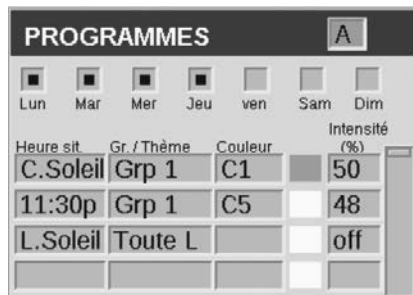 PROGRAMMES A
Lun Mar Mer Jeu ven Sam Dim
Heure sit. Gr. / Thème Couleur Intensité (%)
C.Soleil Grp 1 C1 50
11:30p Grp 1 C5 48
L.Soleil Toute L off